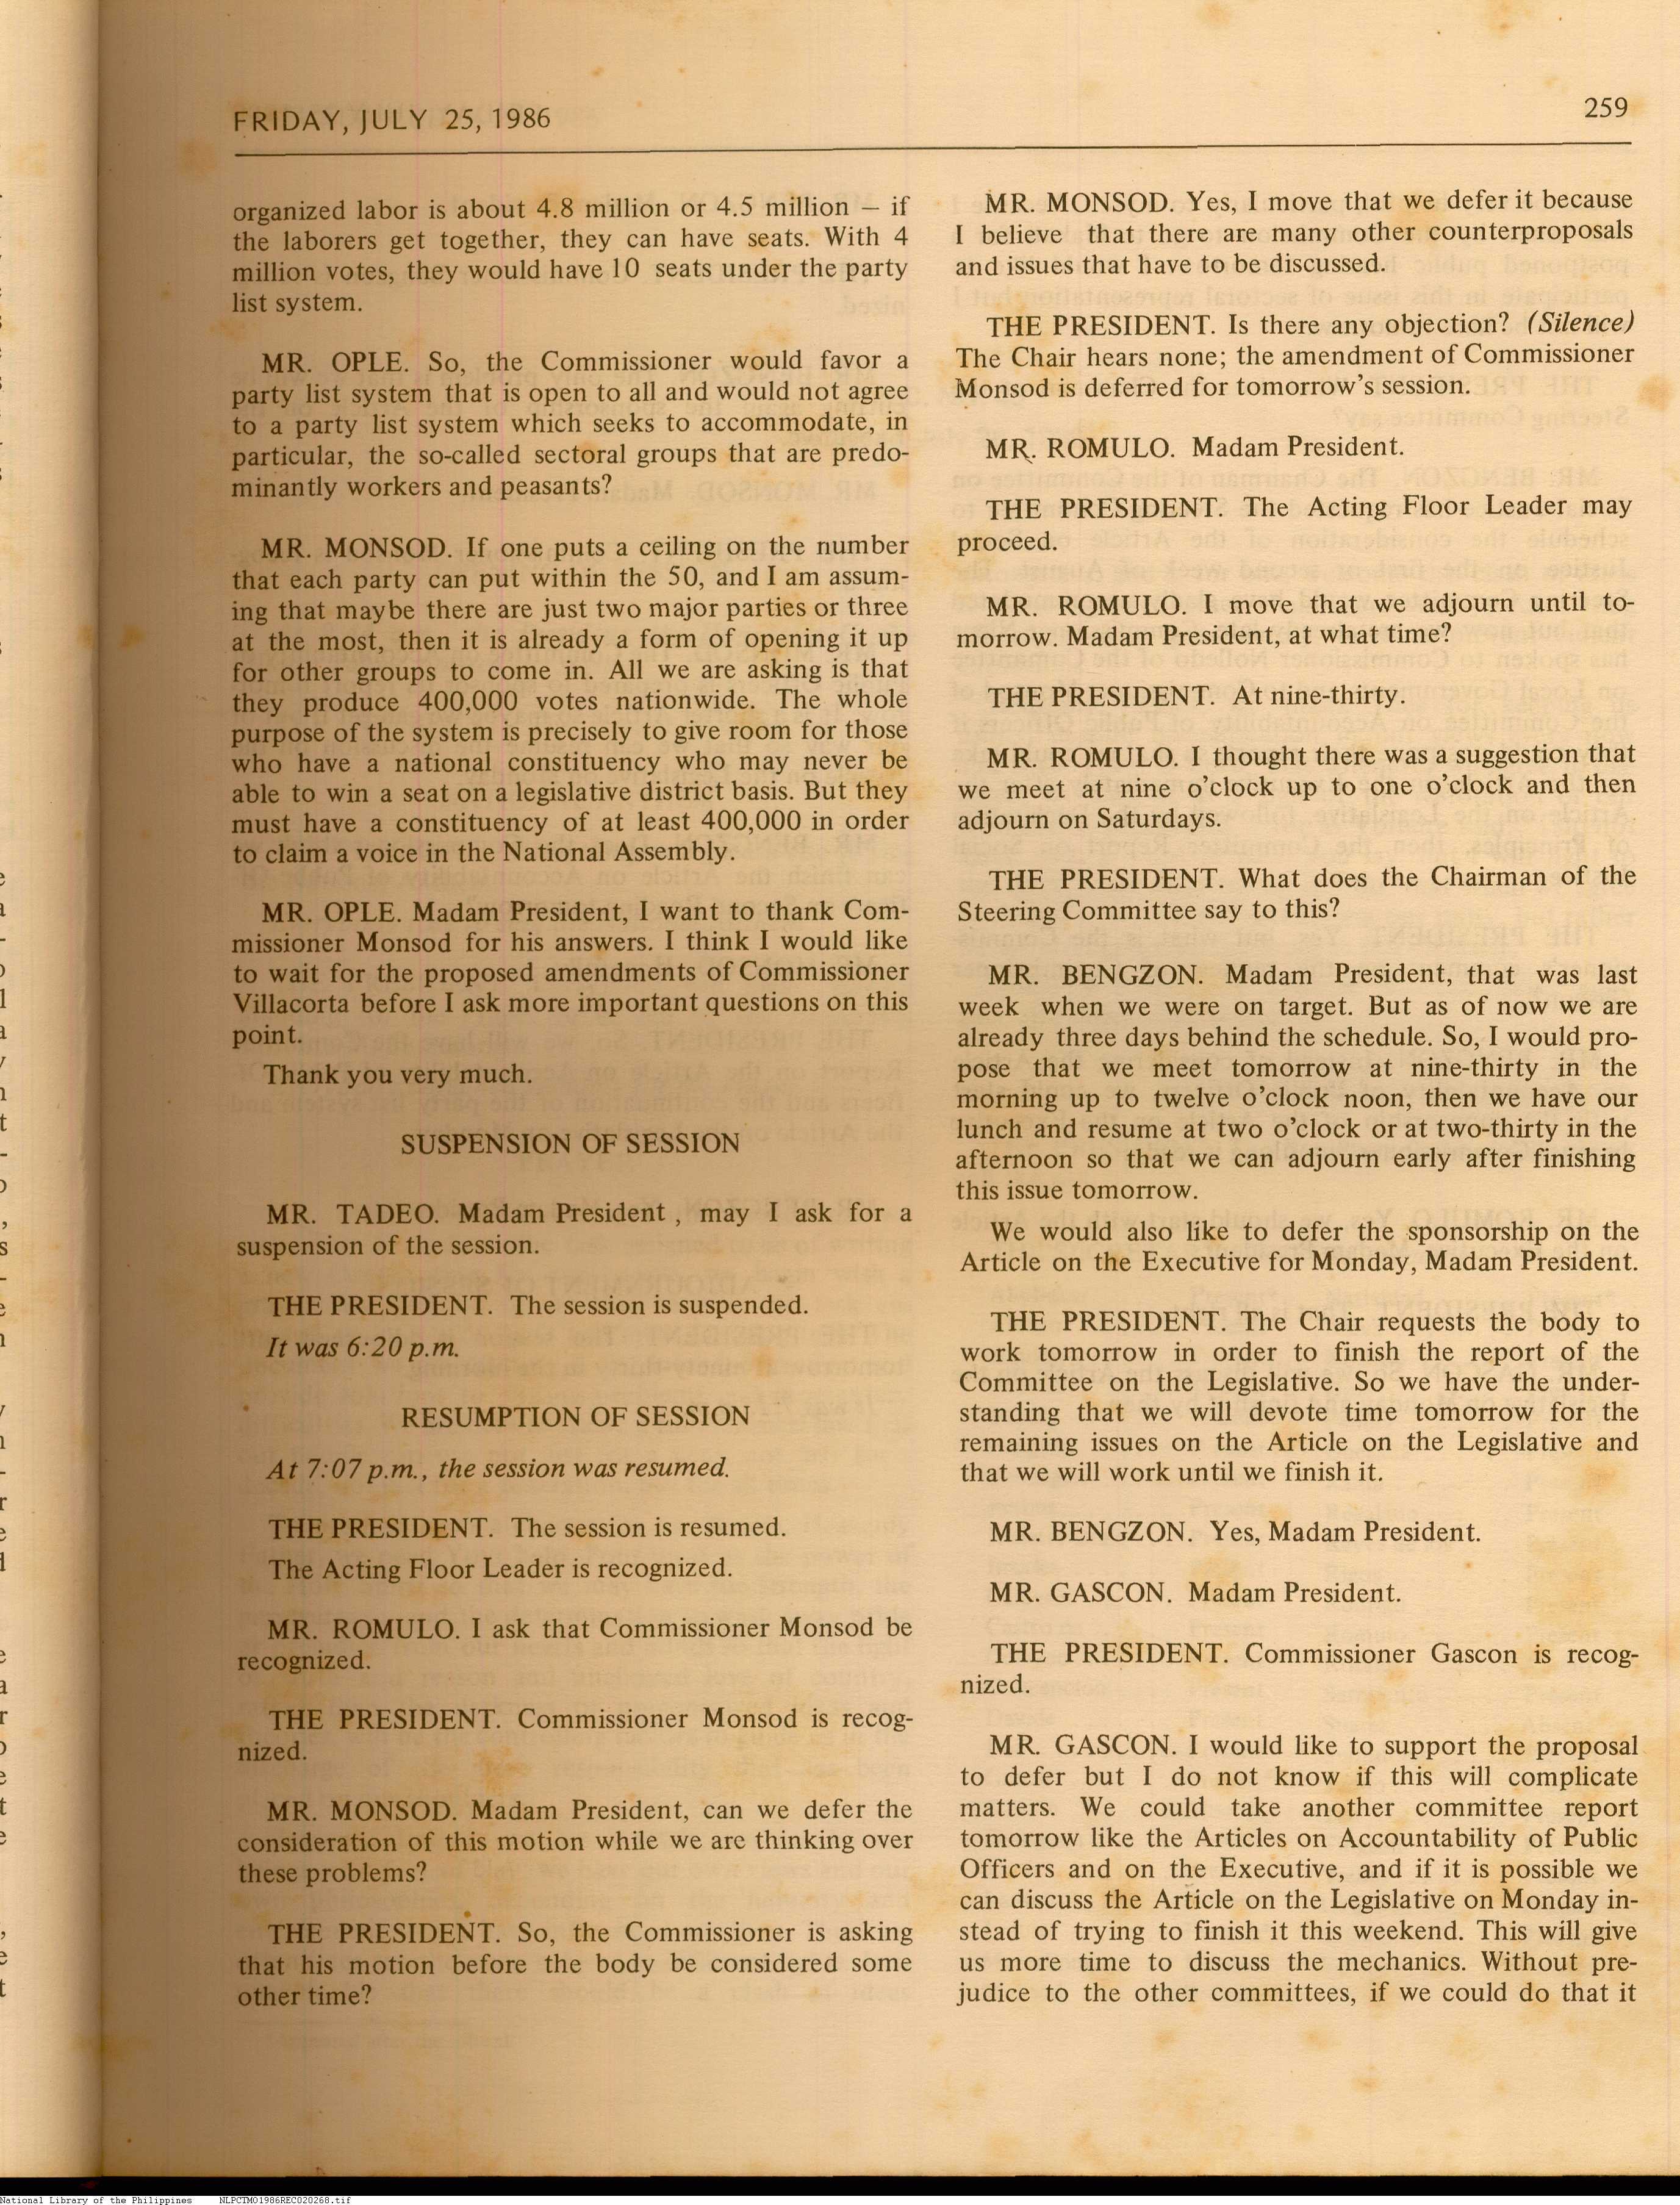 FRIDAY, JULY 25, 1986
259
organized labor is about 4.8 million or 4.5 million — if
the laborers get together, they can have seats. With 4
million votes, they would have 10 seats under the party
list system.
MR. OPLE. So, the Commissioner would favor a
party list system that is open to all and would not agree
to a party list system which seeks to accommodate, in
particular, the so-called sectoral groups that are predo-
minantly workers and peasants?
MR. MONSOD. If one puts a ceiling on the number
that each party can put within the 50, and I am assum-
ing that maybe there are just two major parties or three
at the most, then it is already a form of opening it up
for other groups to come in. All we are asking is that
they produce 400,000 votes nationwide. The whole
purpose of the system is precisely to give room for those
who have a national constituency who may never be
able to win a seat on a legislative district basis. But they
must have a constituency of at least 400,000 in order
to claim a voice in the National Assembly.
MR. OPLE. Madam President, I want to thank Com-
missioner Monsod for his answers. I think I would like
to wait for the proposed amendments of Commissioner
Villacorta before I ask more important questions on this
point.
Thank you very much.
SUSPENSION OF SESSION
MR. TADEO. Madam President , may I ask for a
suspension of the session.
THE PRESIDENT. The session is suspended.
It was 6:20 p.m.
RESUMPTION OF SESSION
At 7:07 p.m., the session was resumed.
THE PRESIDENT. The session is resumed.
The Acting Floor Leader is recognized.
MR. ROMULO. I ask that Commissioner Monsod be
recognized.
THE PRESIDENT. Commissioner Monsod is recog-
nized.
MR. MONSOD. Madam President, can we defer the
consideration of this motion while we are thinking over
these problems?
THE PRESIDENT. So, the Commissioner is asking
that his motion before the body be considered some
other time?
MR. MONSOD. Yes, I move that we defer it because
I believe that there are many other counterproposals
and issues that have to be discussed.
THE PRESIDENT. Is there any objection? (Silence)
The Chair hears none; the amendment of Commissioner
Monsod is deferred for tomorrow's session.
MR. ROMULO. Madam President.
THE PRESIDENT. The Acting Floor Leader may
proceed.
MR. ROMULO. I move that we adjourn until to-
morrow. Madam President, at what time?
THE PRESIDENT. At nine-thirty.
MR. ROMULO. I thought there was a suggestion that
we meet at nine o'clock up to one o'clock and then
adjourn on Saturdays.
THE PRESIDENT. What does the Chairman of the
Steering Committee say to this?
MR. BENGZON. Madam President, that was last
week when we were on target. But as of now we are
already three days behind the schedule. So, I would pro-
pose that we meet tomorrow at nine-thirty in the
morning up to twelve o'clock noon, then we have our
lunch and resume at two o'clock or at two-thirty in the
afternoon so that we can adjourn early after finishing
this issue tomorrow.
We would also like to defer the sponsorship on the
Article on the Executive for Monday, Madam President.
THE PRESIDENT. The Chair requests the body to
work tomorrow in order to finish the report of the
Committee on the Legislative. So we have the under-
standing that we will devote time tomorrow for the
remaining issues on the Article on the Legislative and
that we will work until we finish it.
MR. BENGZON. Yes, Madam President.
MR. GASCON. Madam President.
THE PRESIDENT. Commissioner Gascon is recog-
nized.
MR. GASCON. I would like to support the proposal
to defer but I do not know if this will complicate
matters. We could take another committee report
tomorrow like the Articles on Accountability of Public
Officers and on the Executive, and if it is possible we
can discuss the Article on the Legislative on Monday in-
stead of trying to finish it this weekend. This will give
us more time to discuss the mechanics. Without pre-
judice to the other committees, if we could do that it
National Library of the Philippines NLPCTMO1986REC020268.tif